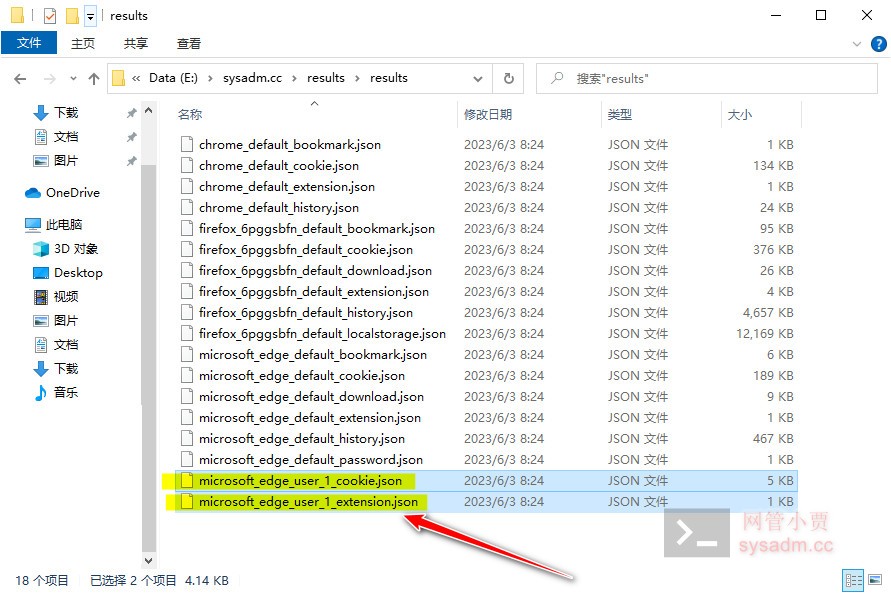 results
文件 主页 共享 查看
« Data (E:) › sysadm.cc › results › results
搜索"results"
名称 修改日期 类型 大小
下载
文档
图片
OneDrive
此电脑
3D 对象
Desktop
视频
图片
文档
下载
音乐
chrome_default_bookmark.json 2023/6/3 8:24 JSON 文件 1 KB
chrome_default_cookie.json 2023/6/3 8:24 JSON 文件 134 KB
chrome_default_extension.json 2023/6/3 8:24 JSON 文件 1 KB
chrome_default_history.json 2023/6/3 8:24 JSON 文件 24 KB
firefox_6pggsbfn_default_bookmark.json 2023/6/3 8:24 JSON 文件 95 KB
firefox_6pggsbfn_default_cookie.json 2023/6/3 8:24 JSON 文件 376 KB
firefox_6pggsbfn_default_download.json 2023/6/3 8:24 JSON 文件 26 KB
firefox_6pggsbfn_default_extension.json 2023/6/3 8:24 JSON 文件 4 KB
firefox_6pggsbfn_default_history.json 2023/6/3 8:24 JSON 文件 4,657 KB
firefox_6pggsbfn_default_localstorage.json 2023/6/3 8:24 JSON 文件 12,169 KB
microsoft_edge_default_bookmark.json 2023/6/3 8:24 JSON 文件 6 KB
microsoft_edge_default_cookie.json 2023/6/3 8:24 JSON 文件 189 KB
microsoft_edge_default_download.json 2023/6/3 8:24 JSON 文件 9 KB
microsoft_edge_default_extension.json 2023/6/3 8:24 JSON 文件 1 KB
microsoft_edge_default_history.json 2023/6/3 8:24 JSON 文件 467 KB
microsoft_edge_default_password.json 2023/6/3 8:24 JSON 文件 1 KB
microsoft_edge_user_1_cookie.json 2023/6/3 8:24 JSON 文件 5 KB
microsoft_edge_user_1_extension.json 2023/6/3 8:24 JSON 文件 1 KB
网管小贾
sysadm.cc
18 个项目 已选择 2 个项目 4.14 KB